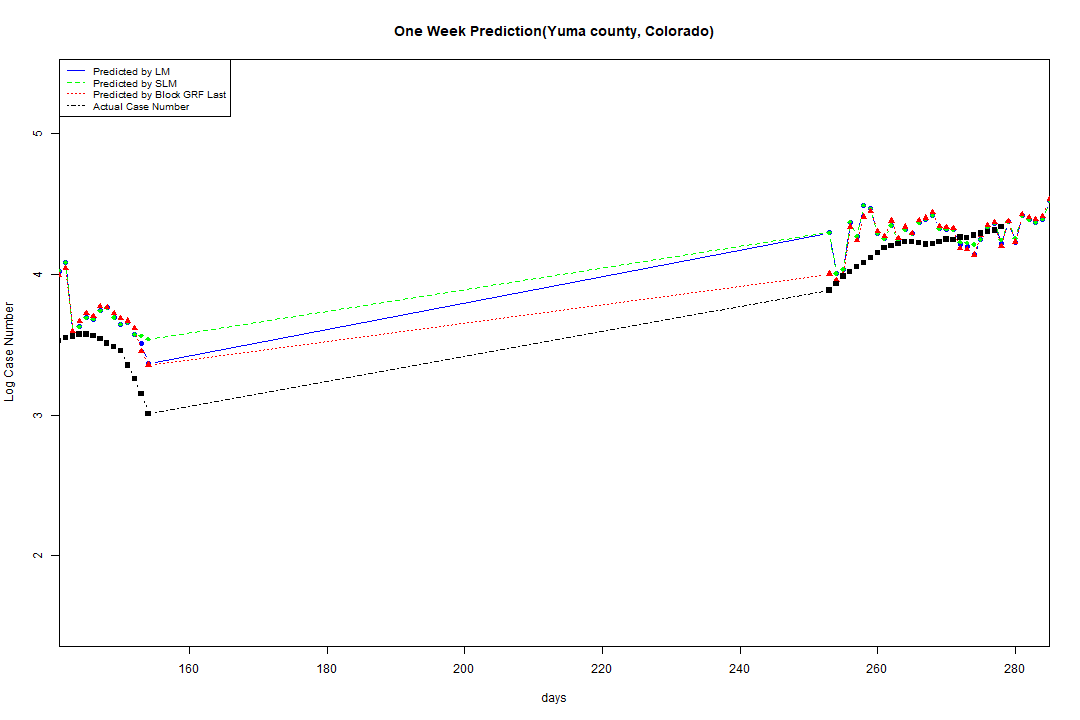 One Week Prediction(Yuma county, Colorado)
Predicted by LM
Predicted by SLM
Predicted by Block GRF Last
Actual Case Number
5
4
3
2
Log Case Number
160 180 200 220 240 260 280
days